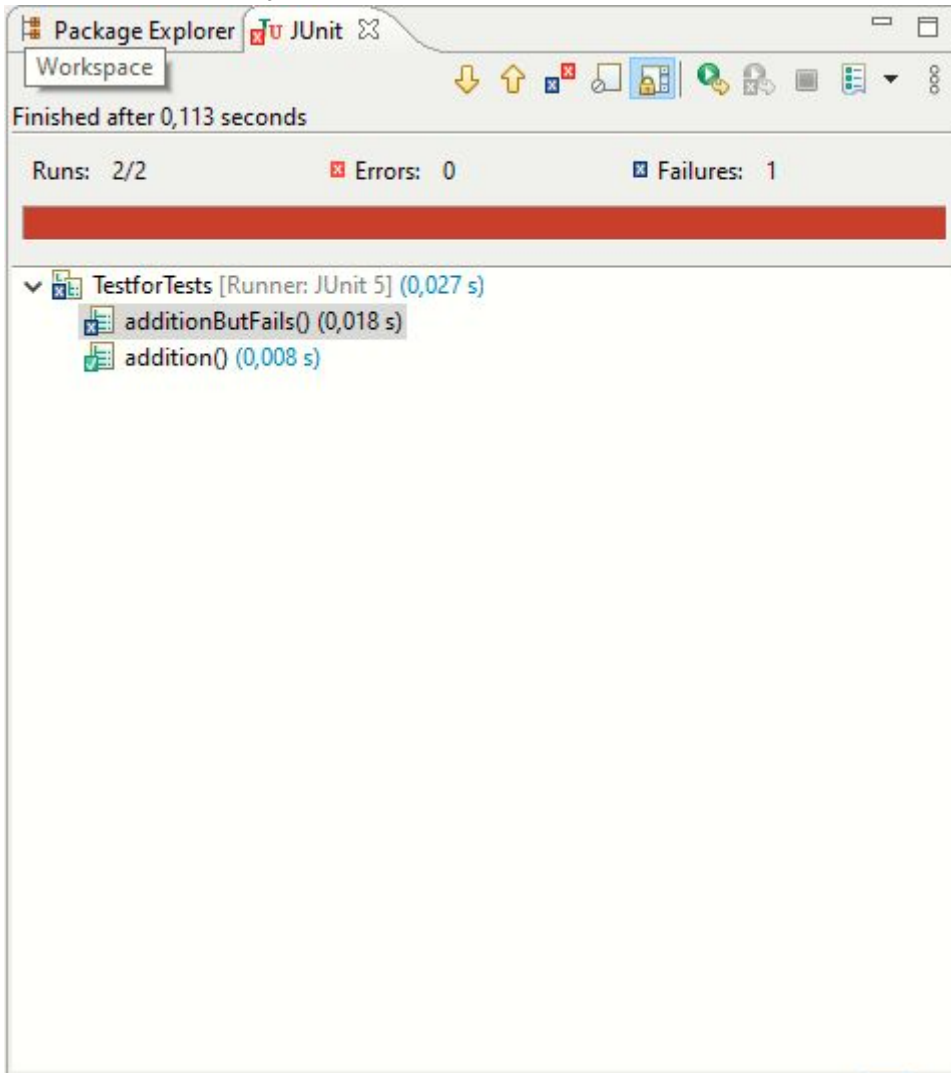 Package Explorer JUnit
Workspace
Finished after 0,113 seconds
Runs: 2/2 Errors: 0 Failures: 1
TestforTests [Runner: JUnit 5] (0,027 s)
additionButFails() (0,018 s)
addition() (0,008 s)